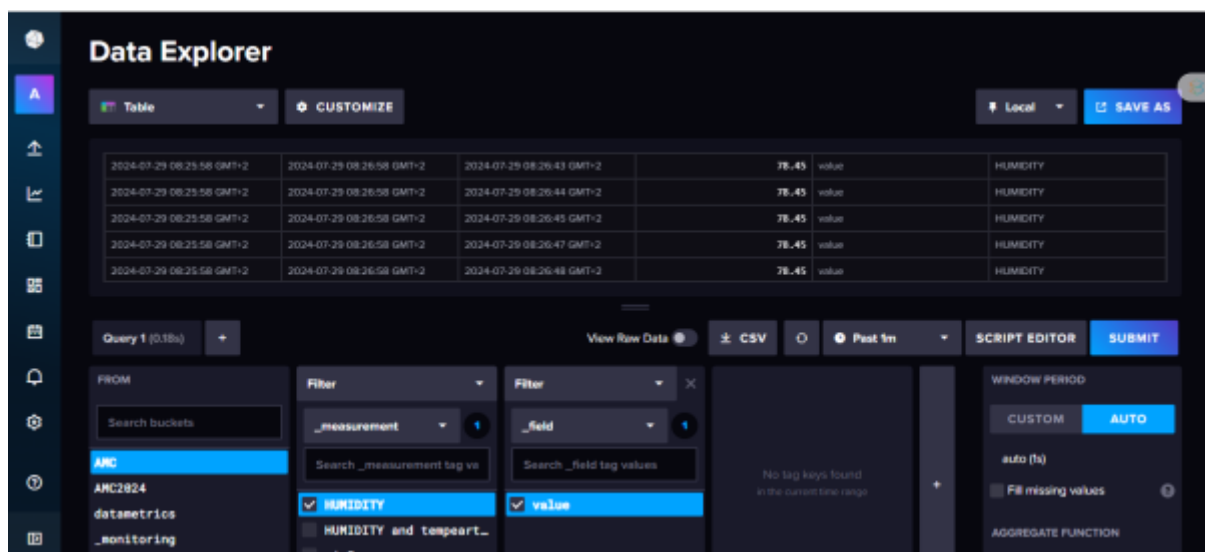 Data Explorer
A
Table
CUSTOMIZE
Local
SAVE AS
2024-07-29 08:25:58 GMT+2 2024-07-29 08:26:58 GMT+2 2024-07-29 08:26:43 GMT+2 78.45 value HUMIDITY
2024-07-29 08:25:58 GMT+2 2024-07-29 08:26:58 GMT+2 2024-07-29 08:26:44 GMT+2 78.45 value HUMIDITY
2024-07-29 08:25:58 GMT+2 2024-07-29 08:26:58 GMT+2 2024-07-29 08:26:45 GMT+2 78.45 value HUMIDITY
2024-07-29 08:25:58 GMT+2 2024-07-29 08:26:58 GMT+2 2024-07-29 08:26:47 GMT+2 78.45 value HUMIDITY
2024-07-29 08:25:58 GMT+2 2024-07-29 08:26:58 GMT+2 2024-07-29 08:26:48 GMT+2 78.45 value HUMIDITY
Query 1 (0.18s) +
View Raw Data
CSV
Past 1m
SCRIPT EDITOR
SUBMIT
FROM
Search buckets
AMC
AMC2024
datametrics
_monitoring
Filter
_measurement 1
Search _measurement tag va
HUMIDITY
HUMIDITY and tempeart…
Filter
_field 1
Search _field tag values
value
No tag keys found
in the current time range
+
WINDOW PERIOD
CUSTOM AUTO
auto (1s)
Fill missing values ?
AGGREGATE FUNCTION